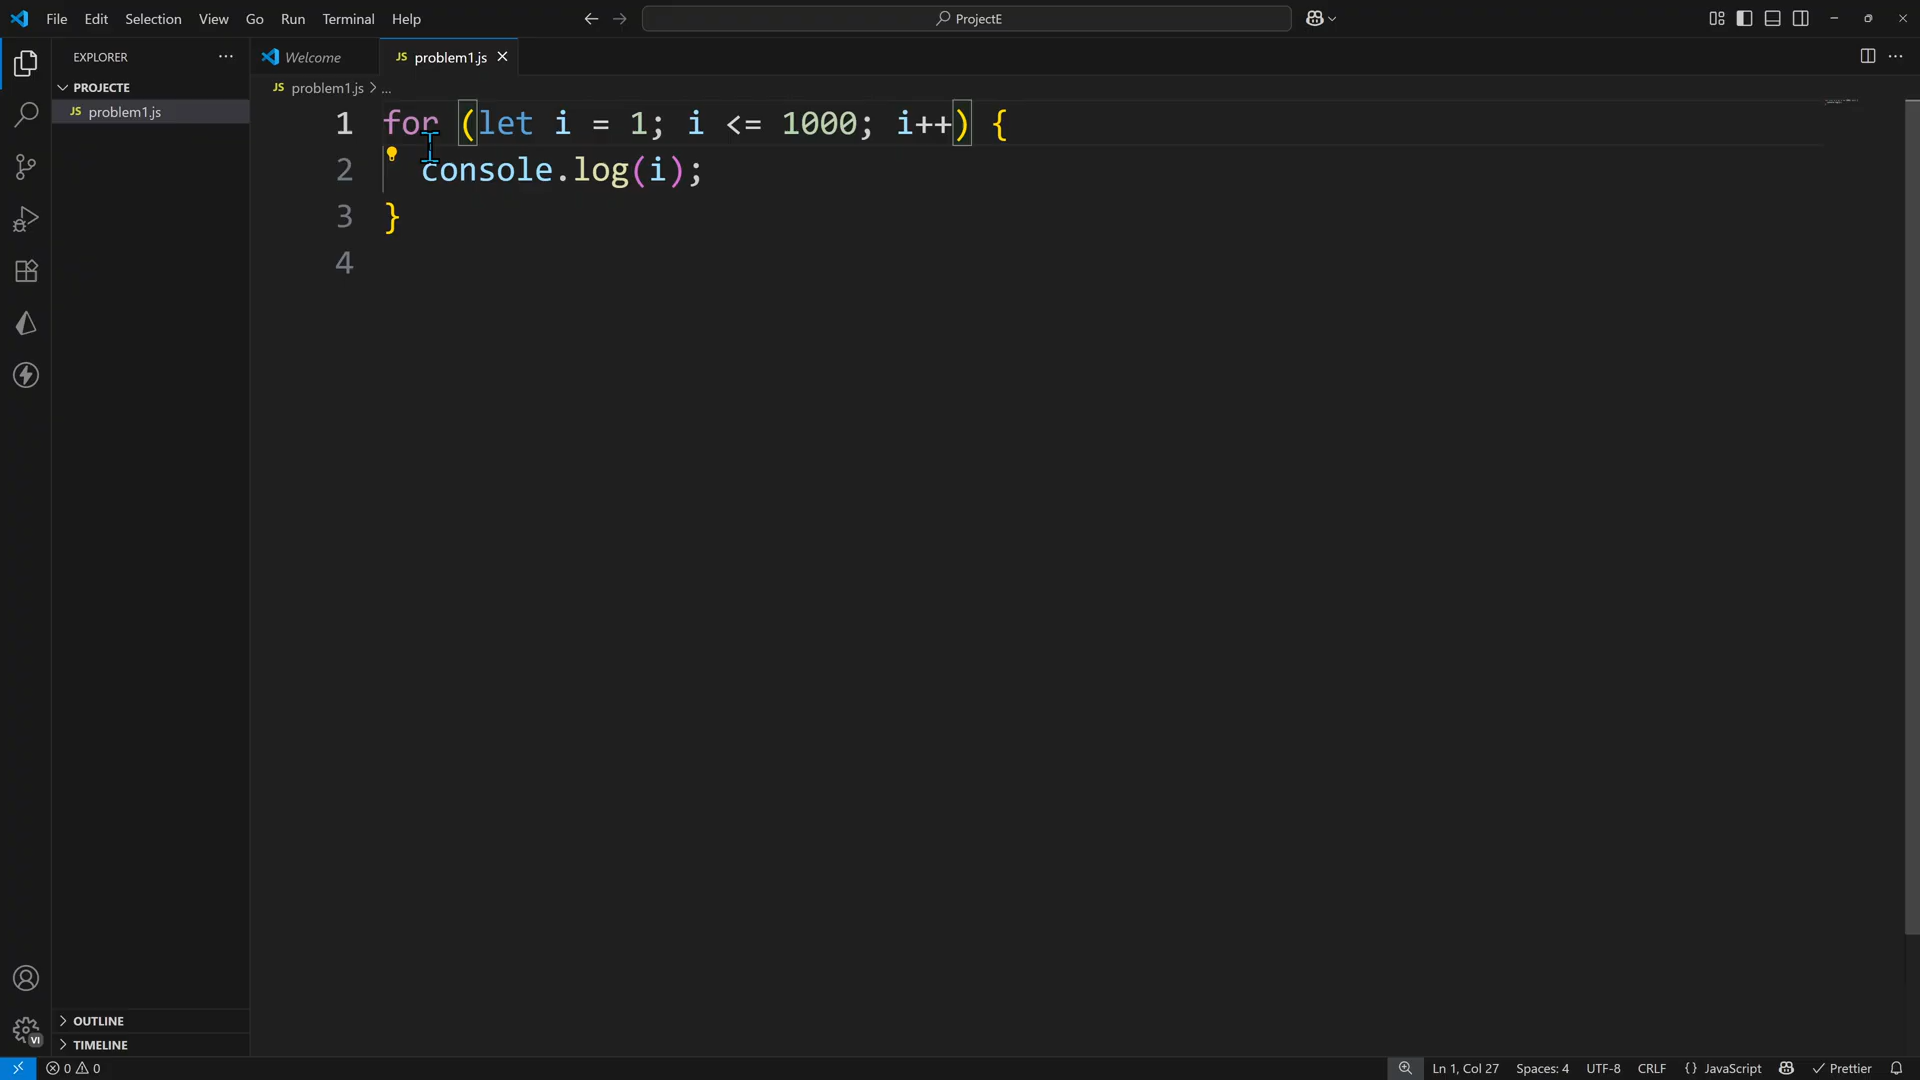 File Edit Selection View Go Run Terminal Help
ProjectE
EXPLORER
Welcome
JS problem1.js
PROJECTE
JS problem1.js
JS problem1.js > ...
1 for (let i = 1; i <= 1000; i++) {
2 console.log(i);
3 }
4
OUTLINE
TIMELINE
VI
0 0
Ln 1, Col 27 Spaces: 4 UTF-8 CRLF {} JavaScript Prettier